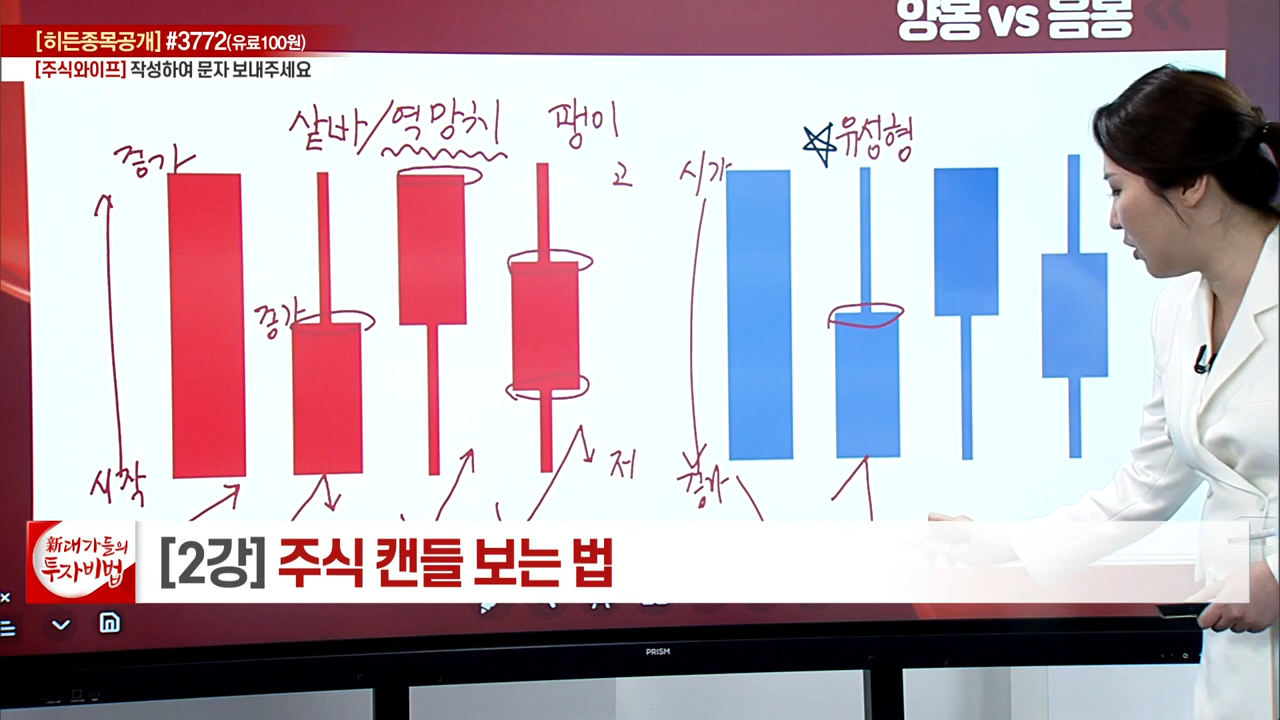 양봉 vs 음봉
[히든종목공개] #3772(유료100원)
[주식와이프] 작성하여 문자 보내주세요
샅바/역망치
팽이
☆유성형
종가
고
시가
종가
시작
저
종가
新대가들의
투자비법
[2강] 주식 캔들 보는 법
PRISM